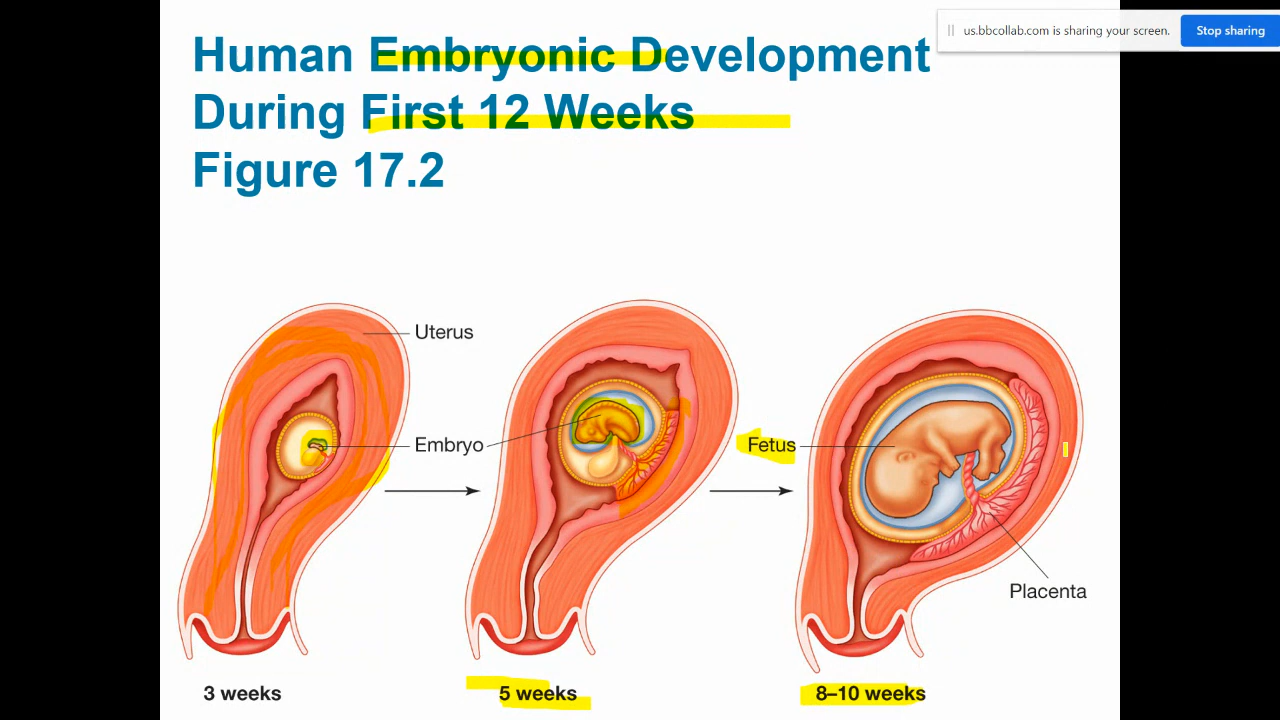 us.bbcollab.com is sharing your screen.
Stop sharing
Human Embryonic Development
During First 12 Weeks
Figure 17.2
Uterus
Embryo
Fetus
Placenta
3 weeks
5 weeks
8–10 weeks